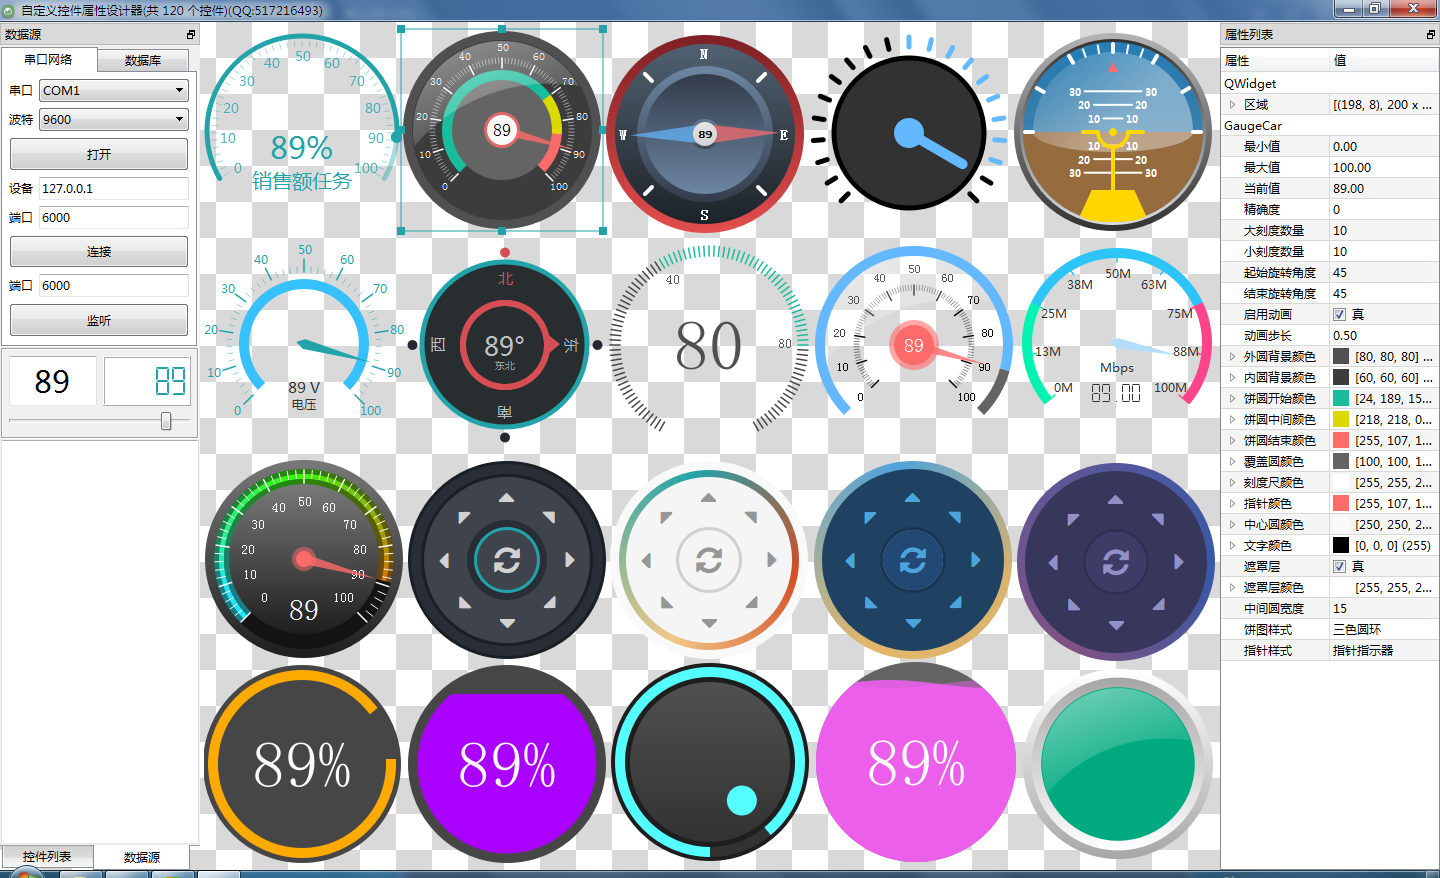 自定义控件属性设计器(共 120 个控件)(QQ:517216493)
数据源
串口网络
数据库
串口
COM1
波特
9600
打开
设备
127.0.0.1
端口
6000
连接
端口
6000
监听
89
89
控件列表
数据源
0
10
20
30
40
50
60
70
80
90
100
89%
销售额任务
0
10
20
30
40
50
60
70
80
90
100
89
N
W
E
S
89
30
30
20
20
10
10
10
10
20
20
30
30
0
10
20
30
40
50
60
70
80
90
100
89 V
电压
北
西
东
南
89°
东北
40
80
80
0
10
20
30
40
50
60
70
80
90
100
89
0M
13M
25M
38M
50M
63M
75M
88M
100M
Mbps
89.00
0
10
20
30
40
50
60
70
80
90
100
89
89%
89%
89%
属性列表
属性 值
QWidget
区域 [(198, 8), 200 x ...
GaugeCar
最小值 0.00
最大值 100.00
当前值 89.00
精确度 0
大刻度数量 10
小刻度数量 10
起始旋转角度 45
结束旋转角度 45
启用动画 真
动画步长 0.50
外圆背景颜色 [80, 80, 80] ...
内圆背景颜色 [60, 60, 60] ...
饼圆开始颜色 [24, 189, 15...
饼圆中间颜色 [218, 218, 0...
饼圆结束颜色 [255, 107, 1...
覆盖圆颜色 [100, 100, 1...
刻度尺颜色 [255, 255, 2...
指针颜色 [255, 107, 1...
中心圆颜色 [250, 250, 2...
文字颜色 [0, 0, 0] (255)
遮罩层 真
遮罩层颜色 [255, 255, 2...
中间圆宽度 15
饼图样式 三色圆环
指针样式 指针指示器